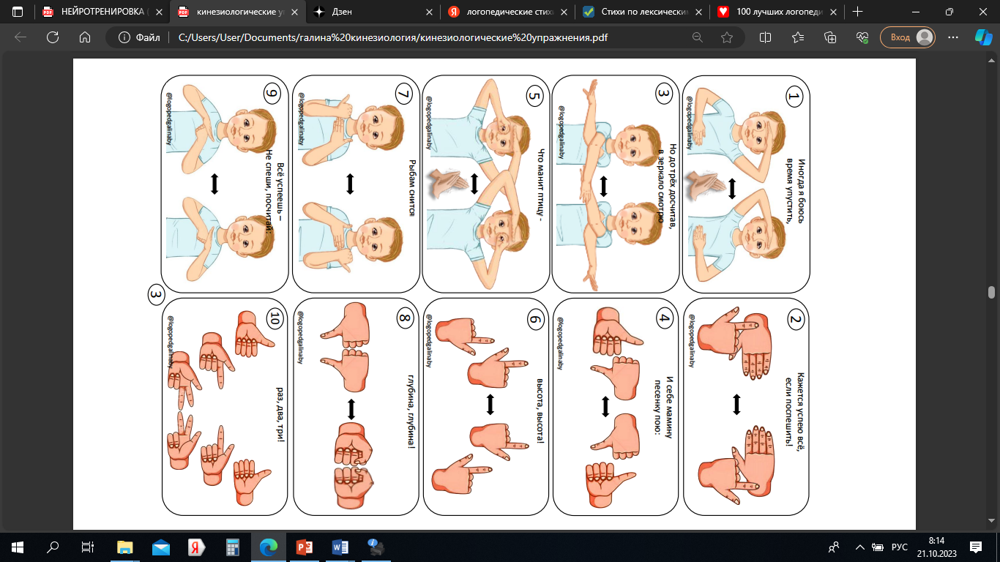 НЕЙРОТРЕНИРОВКА (
кинезиологические у
Дзен
логопедические стихи
Стихи по лексически
100 лучших логопеди
Файл
C:/Users/User/Documents/галина%20кинезиология/кинезиологические%20упражнения.pdf
Вход
1
Иногда я боюсь
время упустить,
@logopedgalinaby
2
Кажется успею всё,
если поспешить!
@logopedgalinaby
3
Но до трёх досчитав,
в зеркало смотрю
@logopedgalinaby
4
И себе мамину
песенку пою:
@logopedgalinaby
5
Что манит птицу -
@logopedgalinaby
6
высота, высота!
@logopedgalinaby
7
Рыбам снится
@logopedgalinaby
8
глубина, глубина!
@logopedgalinaby
9
Всё успеешь –
Не спеши, посчитай:
@logopedgalinaby
10
раз, два, три!
@logopedgalinaby
3
РУС
8:14
21.10.2023